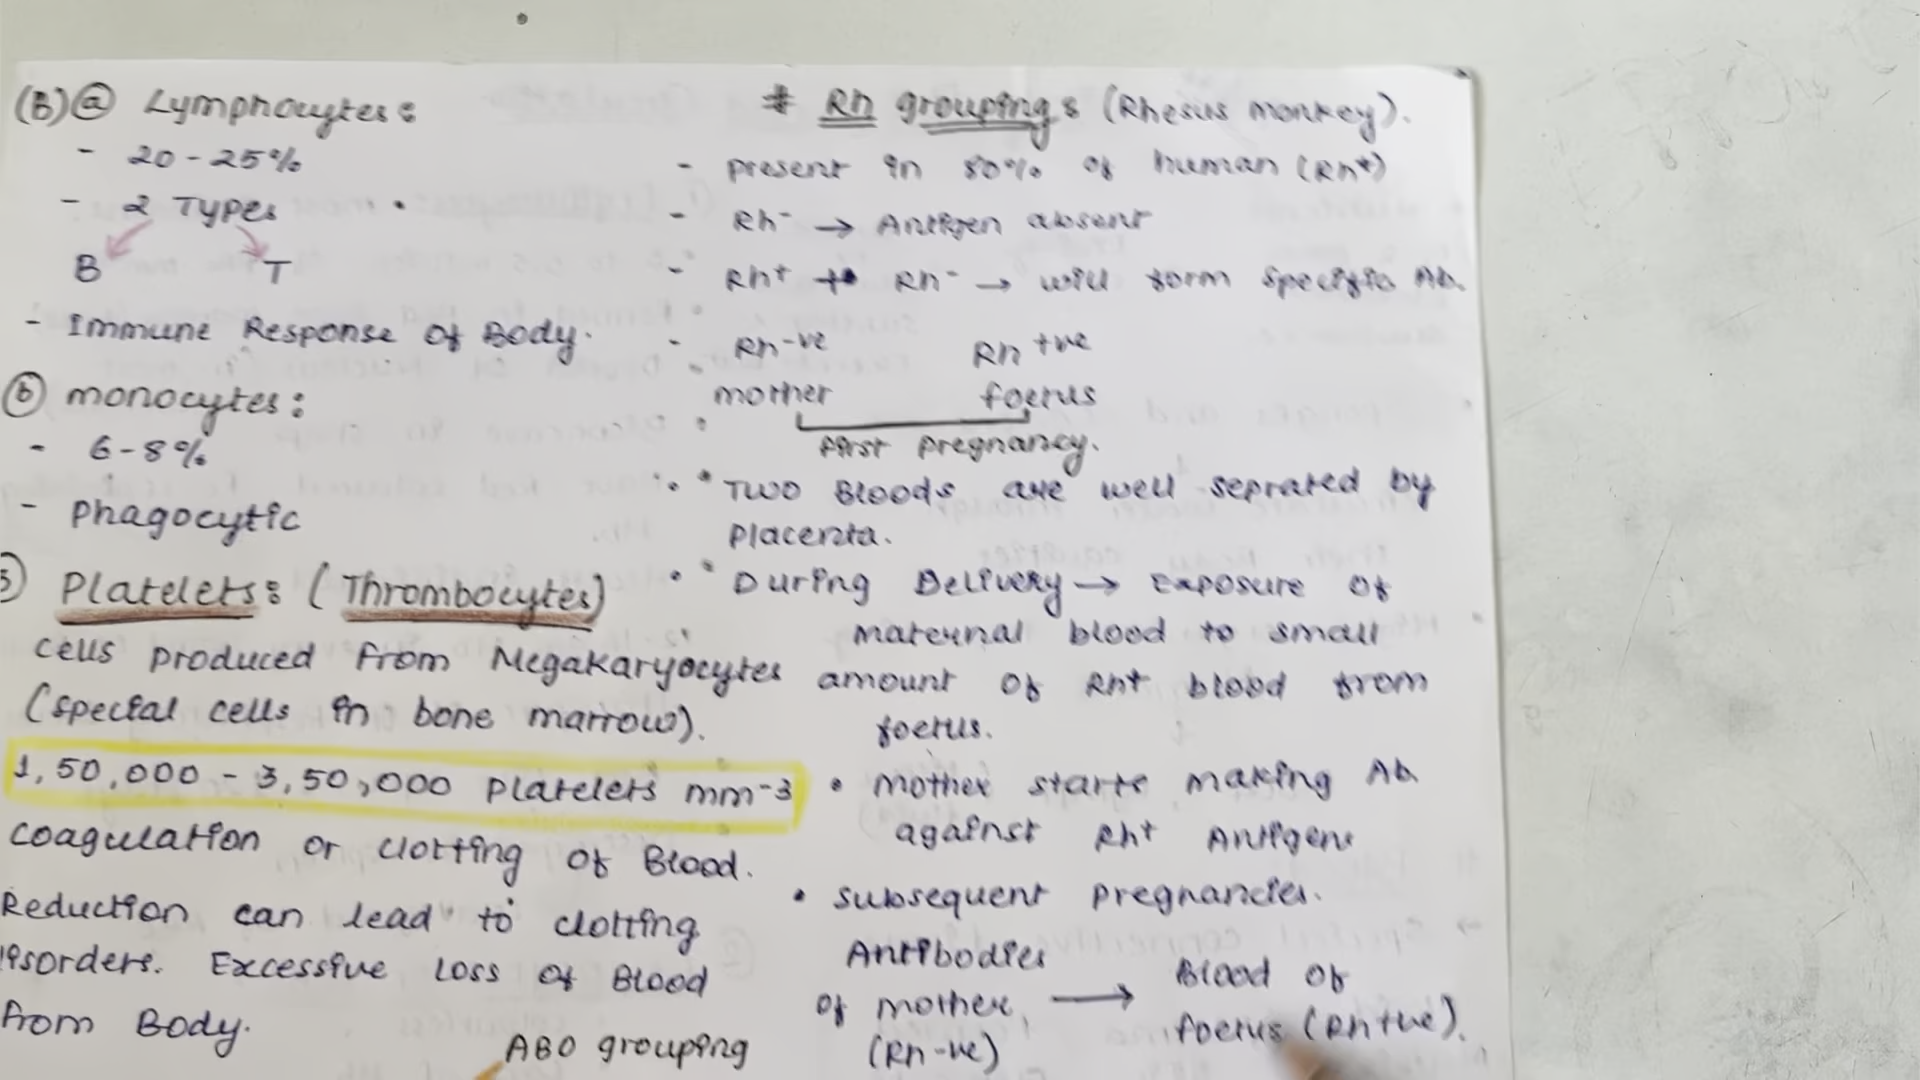 (B) ⓐ Lymphocytes:
- 20-25%
- 2 Types
B T
- Immune Response of Body.
ⓑ monocytes:
- 6-8%
- Phagocytic
Platelets: (Thrombocytes)
cells produced from Megakaryocytes
(special cells in bone marrow).
1,50,000 - 3,50,000 Platelets mm-3
coagulation or clotting of Blood.
Reduction can lead to clotting
disorders. Excessive loss of Blood
from Body.
ABO grouping
# Rh grouping: (Rhesus monkey).
- present in 80% of human (Rh+)
- Rh- → Antigen absent
- Rh+ → Rh- → will form specific Ab.
- Rh-ve Rh +ve
mother foetus
first pregnancy.
• Two Bloods are well seprated by
Placenta.
• During Delivery → Exposure of
maternal blood to small
amount of Rh+ blood from
foetus.
• mother starts making Ab
against Rh+ Antigen
• subsequent pregnancies.
Antibodies
of mother → Blood of
(Rh-ve) foetus (Rh+ve).